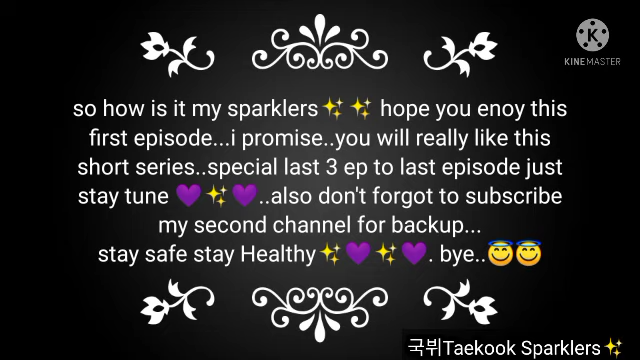 KINEMASTER
so how is it my sparklers✨✨ hope you enoy this
first episode...i promise..you will really like this
short series..special last 3 ep to last episode just
stay tune 💜✨💜..also don't forgot to subscribe
my second channel for backup...
stay safe stay Healthy✨💜✨💜. bye..😇😇
국뷔Taekook Sparklers✨